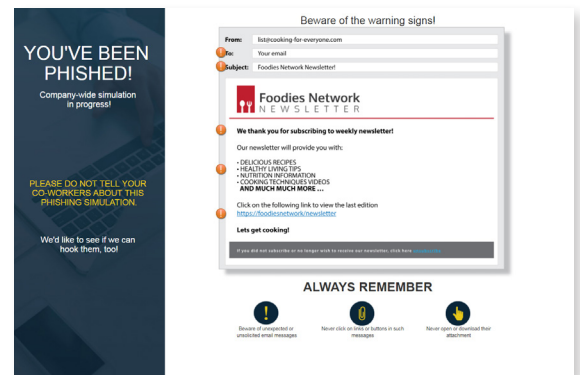 YOU'VE BEEN
PHISHED!
Company-wide simulation
in progress!
PLEASE DO NOT TELL YOUR
CO-WORKERS ABOUT THIS
PHISHING SIMULATION.
We'd like to see if we can
hook them, too!
Beware of the warning signs!
From: list@cooking-for-everyone.com
To: Your email
Subject: Foodies Network Newsletter!
Foodies Network
NEWSLETTER
We thank you for subscribing to weekly newsletter!
Our newsletter will provide you with:
• DELICIOUS RECIPES
• HEALTHY LIVING TIPS
• NUTRITION INFORMATION
• COOKING TECHNIQUES VIDEOS
AND MUCH MUCH MORE ...
Click on the following link to view the last edition
https://foodiesnetwork/newsletter
Lets get cooking!
If you did not subscribe or no longer wish to receive our newsletter, click here
ALWAYS REMEMBER
Beware of unexpected or
unsolicited email messages
Never click on links or buttons in such
messages
Never open or download their
attachment